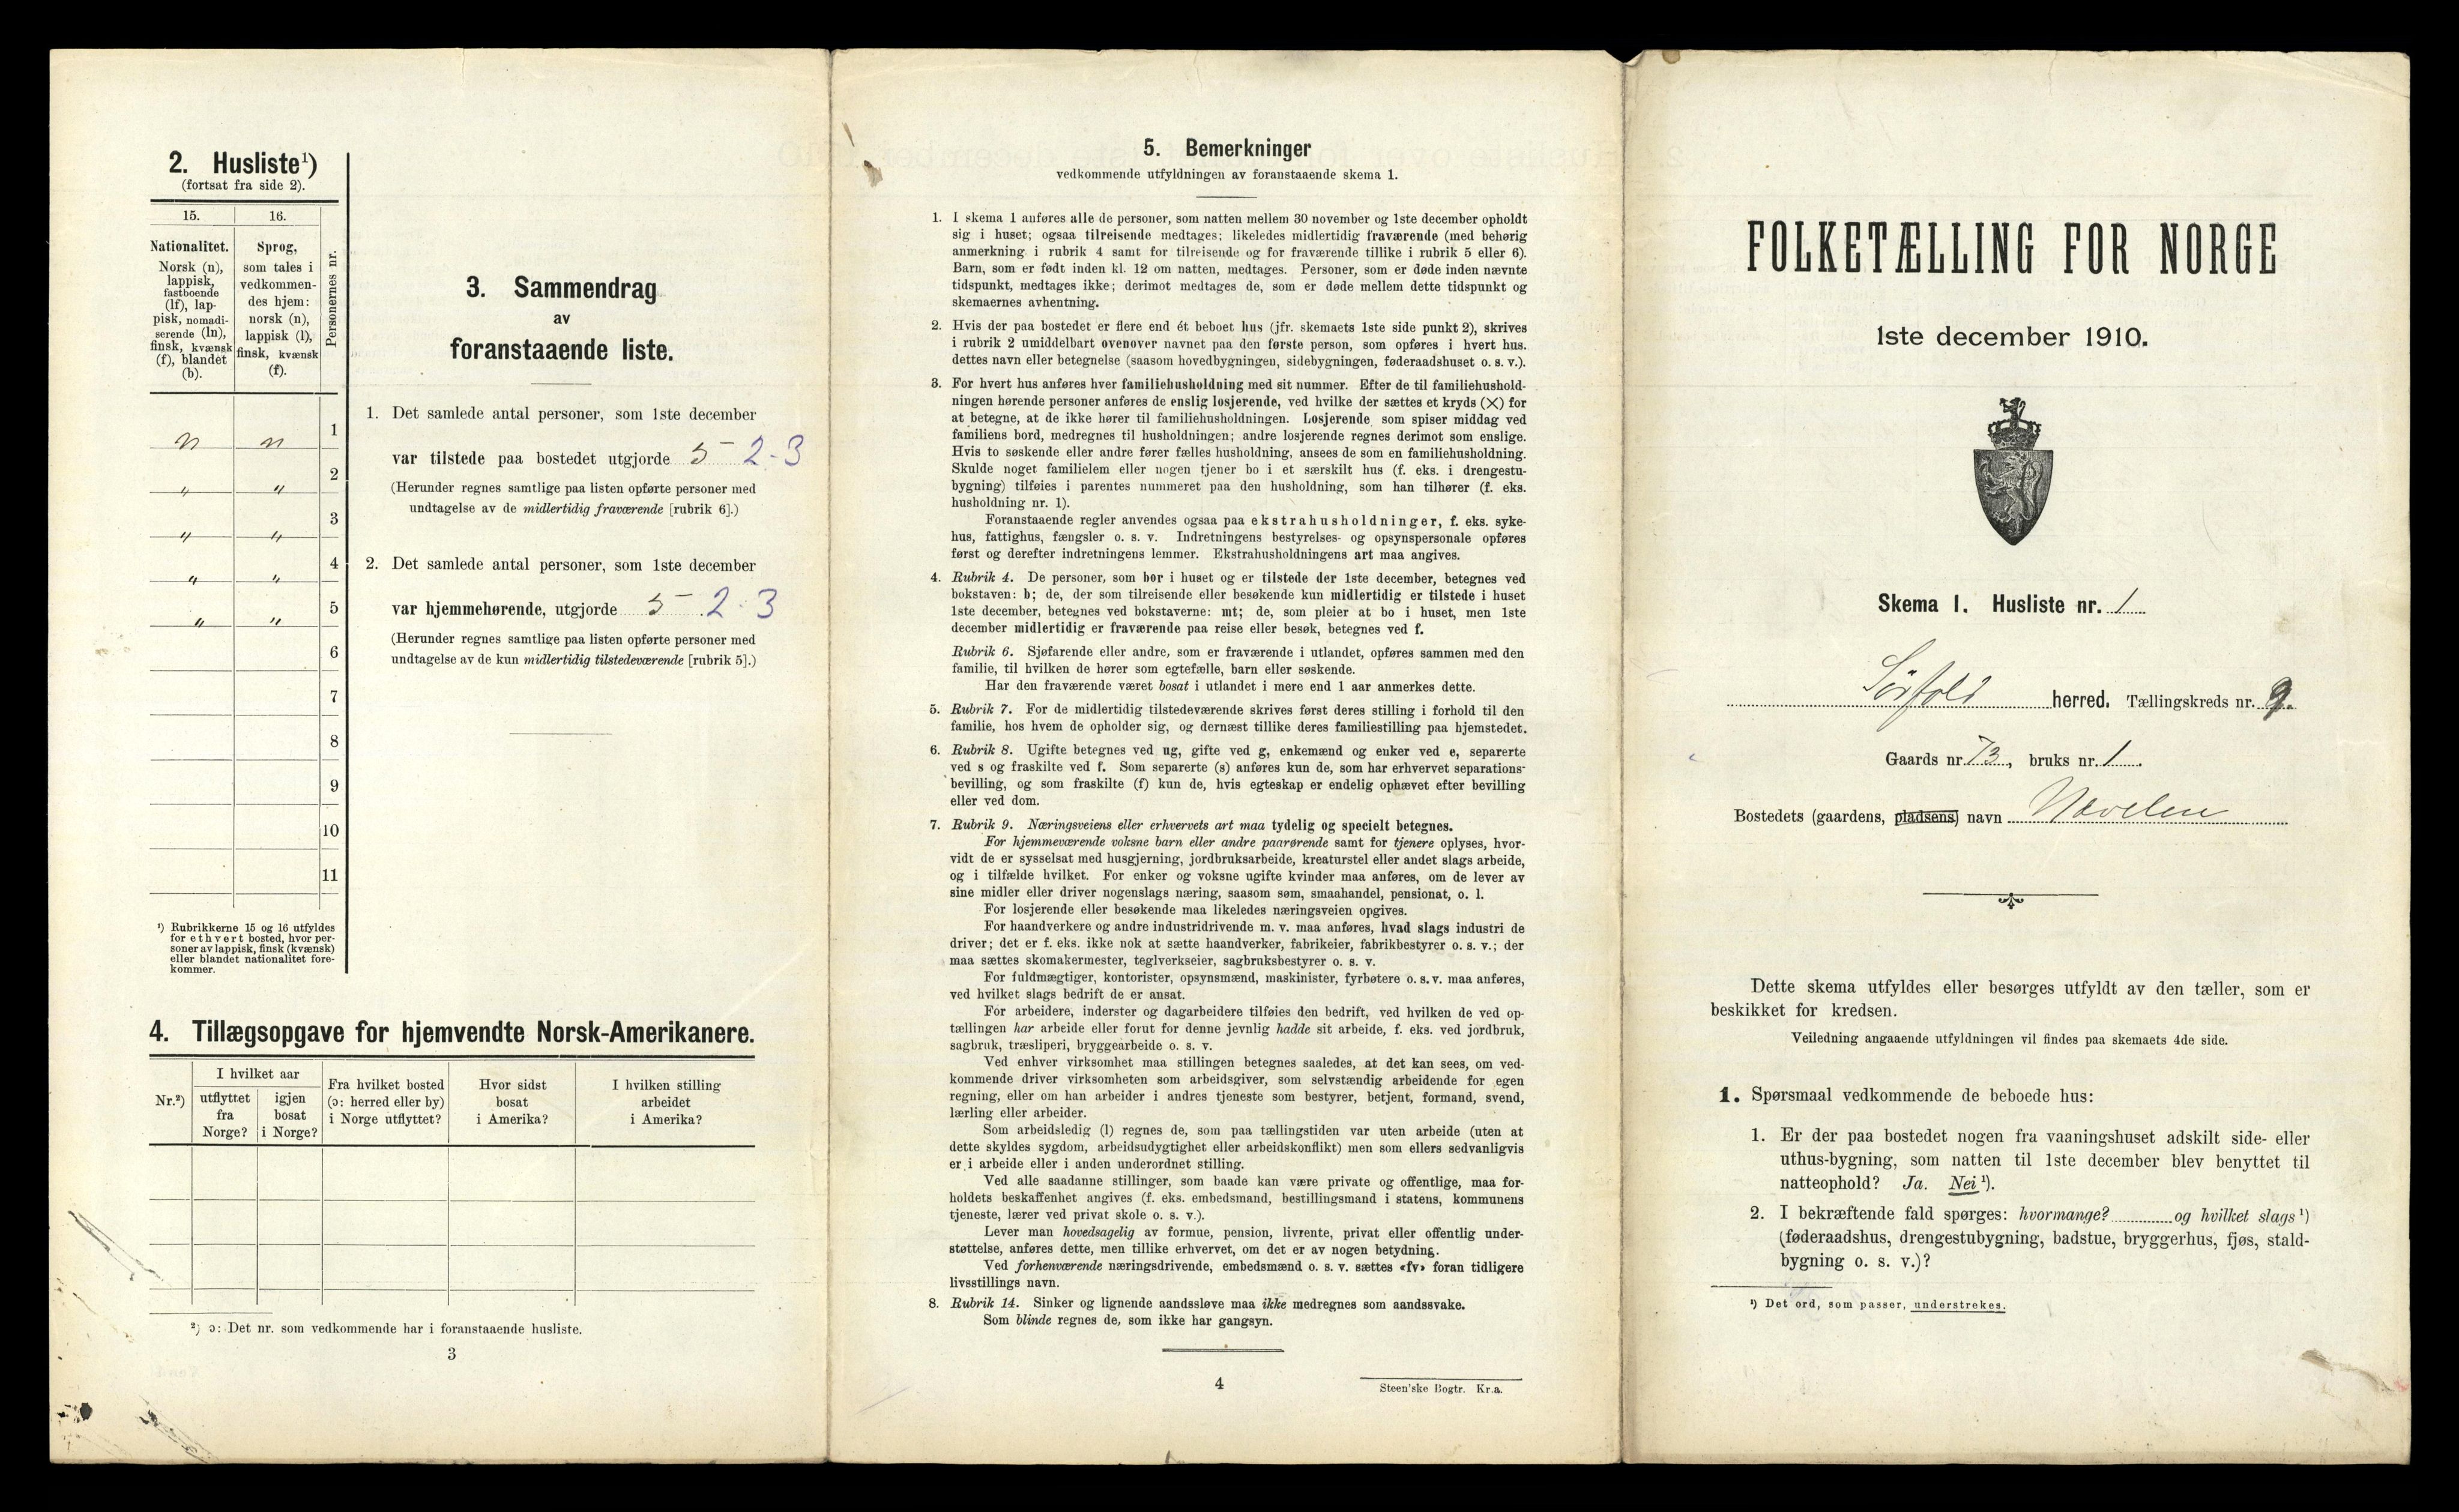 2. Husliste¹)
(fortsat fra side 2).
15.
16.
Personernes nr.
Nationalitet.
Norsk (n),
lappisk,
fastboende
(lf), lap-
pisk, nomadi-
serende (ln),
finsk, kvænsk
(f), blandet
(b).
Sprog,
som tales i
vedkommen-
des hjem:
norsk (n),
lappisk (l),
finsk, kvænsk
(f).
n n 1
" " 2
" " 3
" " 4
" " 5
6
7
8
9
10
11
¹) Rubrikkerne 15 og 16 utfyldes
for ethvert bosted, hvor per-
soner av lappisk, finsk (kvænsk)
eller blandet nationalitet fore-
kommer.
3. Sammendrag
av
foranstaaende liste.
1. Det samlede antal personer, som 1ste december
var tilstede paa bostedet utgjorde 5 2-3
(Herunder regnes samtlige paa listen opførte personer med
undtagelse av de midlertidig fraværende [rubrik 6].)
2. Det samlede antal personer, som 1ste december
var hjemmehørende, utgjorde 5 2-3
(Herunder regnes samtlige paa listen opførte personer med
undtagelse av de kun midlertidig tilstedeværende [rubrik 5].)
4. Tillægsopgave for hjemvendte Norsk-Amerikanere.
Nr.²)
I hvilket aar
utflyttet
fra
Norge?
igjen
bosat
i Norge?
Fra hvilket bosted
(ɔ: herred eller by)
i Norge utflyttet?
Hvor sidst
bosat
i Amerika?
I hvilken stilling
arbeidet
i Amerika?
²) ɔ: Det nr. som vedkommende har i foranstaaende husliste.
3
5. Bemerkninger
vedkommende utfyldningen av foranstaaende skema 1.
1. I skema 1 anføres alle de personer, som natten mellem 30 november og 1ste december opholdt
sig i huset; ogsaa tilreisende medtages; likeledes midlertidig fraværende (med behørig
anmerkning i rubrik 4 samt for tilreisende og for fraværende tillike i rubrik 5 eller 6).
Barn, som er født inden kl. 12 om natten, medtages. Personer, som er døde inden nævnte
tidspunkt, medtages ikke; derimot medtages de, som er døde mellem dette tidspunkt og
skemaernes avhentning.
2. Hvis der paa bostedet er flere end ét beboet hus (jfr. skemaets 1ste side punkt 2), skrives
i rubrik 2 umiddelbart ovenover navnet paa den første person, som opføres i hvert hus.
dettes navn eller betegnelse (saasom hovedbygningen, sidebygningen, føderaadshuset o. s. v.).
3. For hvert hus anføres hver familiehusholdning med sit nummer. Efter de til familiehushold-
ningen hørende personer anføres de enslig losjerende, ved hvilke der sættes et kryds (×) for
at betegne, at de ikke hører til familiehusholdningen. Losjerende som spiser middag ved
familiens bord, medregnes til husholdningen; andre losjerende regnes derimot som enslige.
Hvis to søskende eller andre fører fælles husholdning, ansees de som en familiehusholdning.
Skulde noget familielem eller nogen tjener bo i et særskilt hus (f. eks. i drengestu-
bygning) tilføies i parentes nummeret paa den husholdning, som han tilhører (f. eks.
husholdning nr. 1).
Foranstaaende regler anvendes ogsaa paa ekstrahusholdninger, f. eks. syke-
hus, fattighus, fængsler o. s. v. Indretningens bestyrelses- og opsynspersonale opføres
først og derefter indretningens lemmer. Ekstrahusholdningens art maa angives.
4. Rubrik 4. De personer, som bor i huset og er tilstede der 1ste december, betegnes ved
bokstaven: b; de, der som tilreisende eller besøkende kun midlertidig er tilstede i huset
1ste december, betegnes ved bokstaverne: mt; de, som pleier at bo i huset, men 1ste
december midlertidig er fraværende paa reise eller besøk, betegnes ved f.
Rubrik 6. Sjøfarende eller andre, som er fraværende i utlandet, opføres sammen med den
familie, til hvilken de hører som egtefælle, barn eller søskende.
Har den fraværende været bosat i utlandet i mere end 1 aar anmerkes dette.
5. Rubrik 7. For de midlertidig tilstedeværende skrives først deres stilling i forhold til den
familie, hos hvem de opholder sig, og dernæst tillike deres familiestilling paa hjemstedet.
6. Rubrik 8. Ugifte betegnes ved ug, gifte ved g, enkemænd og enker ved e, separerte
ved s og fraskilte ved f. Som separerte (s) anføres kun de, som har erhvervet separations-
bevilling, og som fraskilte (f) kun de, hvis egteskap er endelig ophævet efter bevilling
eller ved dom.
7. Rubrik 9. Næringsveiens eller erhvervets art maa tydelig og specielt betegnes.
For hjemmeværende voksne barn eller andre paarørende samt for tjenere oplyses, hvor-
vidt de er sysselsat med husgjerning, jordbruksarbeide, kreaturstel eller andet slags arbeide,
og i tilfælde hvilket. For enker og voksne ugifte kvinder maa anføres, om de lever av
sine midler eller driver nogenslags næring, saasom søm, smaahandel, pensionat, o. l.
For losjerende eller besøkende maa likeledes næringsveien opgives.
For haandverkere og andre industridrivende m. v. maa anføres, hvad slags industri de
driver; det er f. eks. ikke nok at sætte haandverker, fabrikeier, fabrikbestyrer o. s. v.; der
maa sættes skomakermester, teglverkseier, sagbruksbestyrer o. s. v.
For fuldmægtiger, kontorister, opsynsmænd, maskinister, fyrbøtere o. s. v. maa anføres,
ved hvilket slags bedrift de er ansat.
For arbeidere, inderster og dagarbeidere tilføies den bedrift, ved hvilken de ved op-
tællingen har arbeide eller forut for denne jevnlig hadde sit arbeide, f. eks. ved jordbruk,
sagbruk, træsliperi, bryggearbeide o. s. v.
Ved enhver virksomhet maa stillingen betegnes saaledes, at det kan sees, om ved-
kommende driver virksomheten som arbeidsgiver, som selvstændig arbeidende for egen
regning, eller om han arbeider i andres tjeneste som bestyrer, betjent, formand, svend,
lærling eller arbeider.
Som arbeidsledig (l) regnes de, som paa tællingstiden var uten arbeide (uten at
dette skyldes sygdom, arbeidsudygtighet eller arbeidskonflikt) men som ellers sedvanligvis
er i arbeide eller i anden underordnet stilling.
Ved alle saadanne stillinger, som baade kan være private og offentlige, maa for-
holdets beskaffenhet angives (f. eks. embedsmand, bestillingsmand i statens, kommunens
tjeneste, lærer ved privat skole o. s. v.).
Lever man hovedsagelig av formue, pension, livrente, privat eller offentlig under-
støttelse, anføres dette, men tillike erhvervet, om det er av nogen betydning.
Ved forhenværende næringsdrivende, embedsmænd o. s. v. sættes «fv» foran tidligere
livsstillings navn.
8. Rubrik 14. Sinker og lignende aandssløve maa ikke medregnes som aandssvake.
Som blinde regnes de, som ikke har gangsyn.
4
Steen'ske Bogtr. Kr.a.
FOLKETÆLLING FOR NORGE
1ste december 1910.
Skema 1. Husliste nr. 1
Sörfold herred. Tællingskreds nr. 9.
Gaards nr. 73, bruks nr. 1.
Bostedets (gaardens, pladsens) navn Nævelen
Dette skema utfyldes eller besørges utfyldt av den tæller, som er
beskikket for kredsen.
Veiledning angaaende utfyldningen vil findes paa skemaets 4de side.
1. Spørsmaal vedkommende de beboede hus:
1. Er der paa bostedet nogen fra vaaningshuset adskilt side- eller
uthus-bygning, som natten til 1ste december blev benyttet til
natteophold? Ja. Nei¹).
2. I bekræftende fald spørges: hvormange? og hvilket slags¹)
(føderaadshus, drengestubygning, badstue, bryggerhus, fjøs, stald-
bygning o. s. v.)?
¹) Det ord, som passer, understrekes.